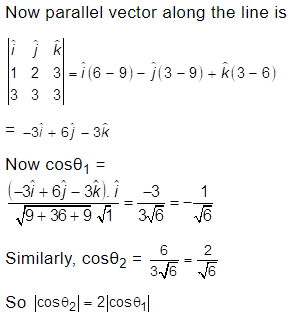 Now parallel vector along the line is
|î ĵ k̂|
|1 2 3| = î(6 – 9) – ĵ(3 – 9) + k̂(3 – 6)
|3 3 3|
= –3î + 6ĵ – 3k̂
Now cosθ₁ =
(–3î + 6ĵ – 3k̂). î / √9 + 36 + 9 √1 = –3 / 3√6 = – 1 / √6
Similarly, cosθ₂ = 6 / 3√6 = 2 / √6
So |cosθ₂| = 2|cosθ₁|